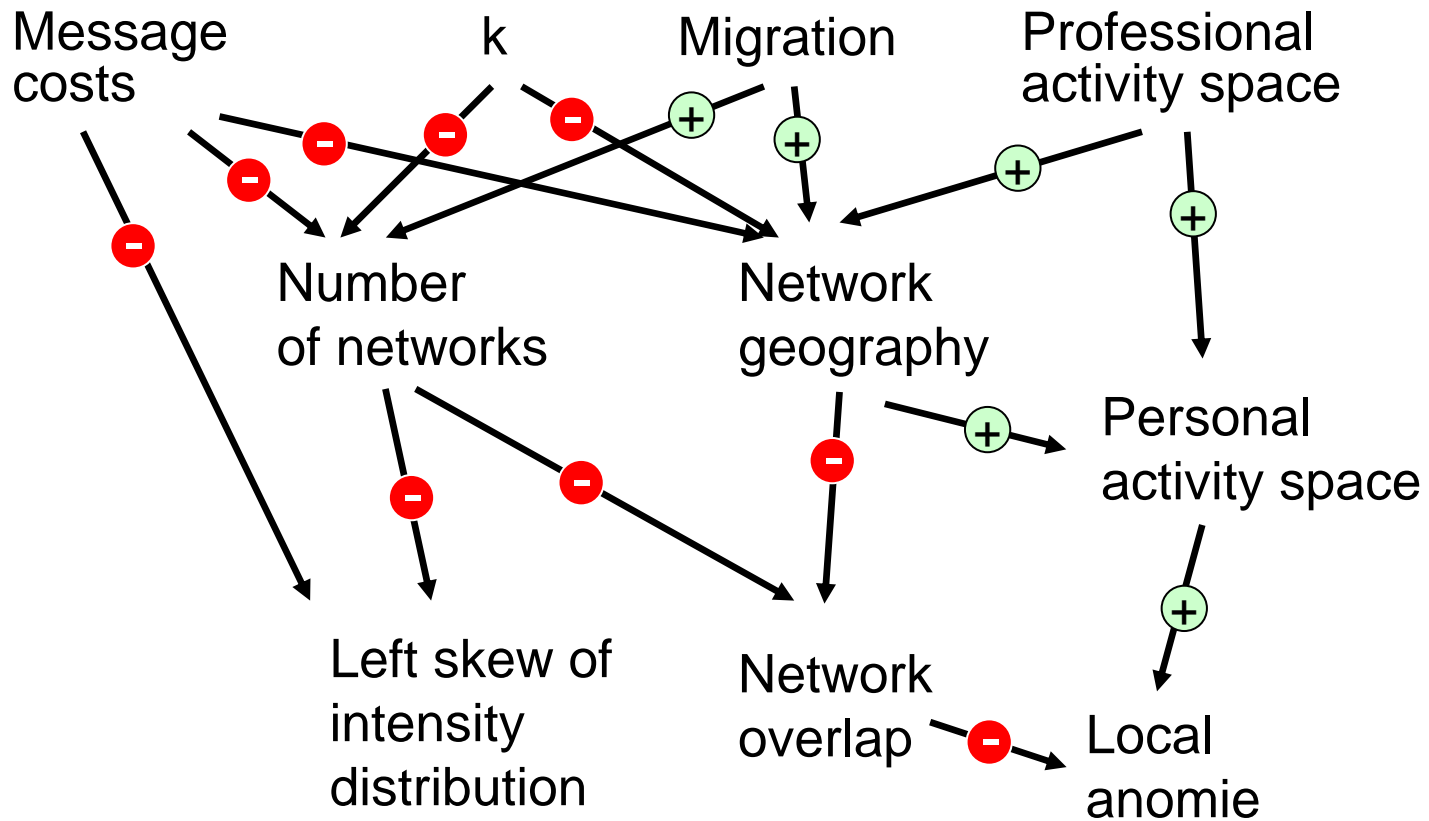 Message
costs
k
Migration
Professional
activity space
-
-
+
+
-
-
+
+
-
Number
of networks
Network
geography
Personal
activity space
+
-
-
-
+
Left skew of
intensity
distribution
Network
overlap
-
Local
anomie